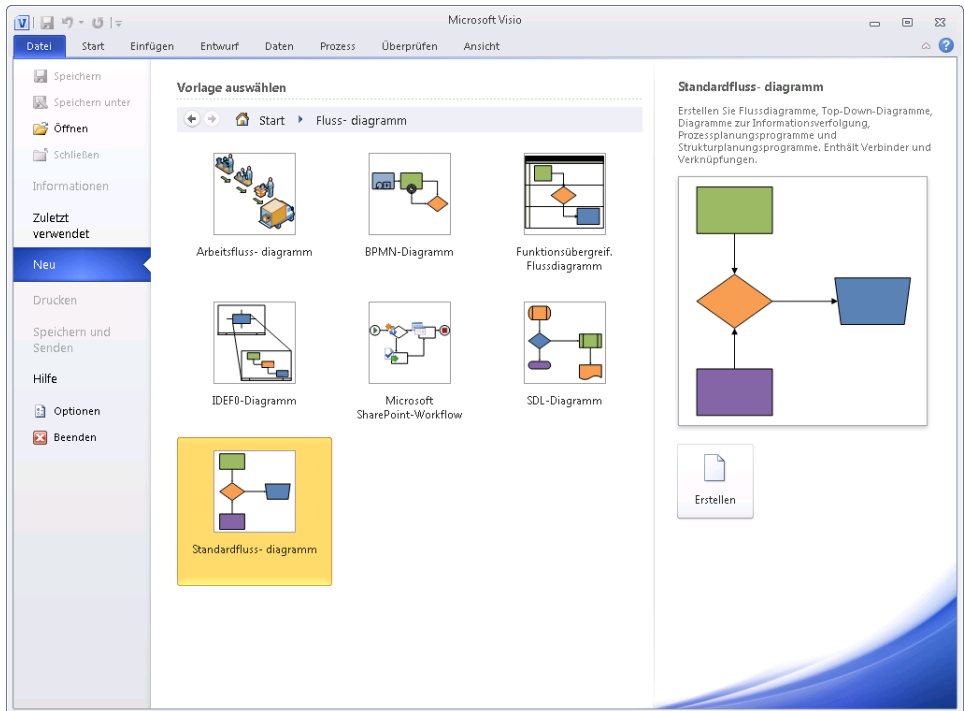 Microsoft Visio
Datei Start Einfügen Entwurf Daten Prozess Überprüfen Ansicht
Speichern
Speichern unter
Öffnen
Schließen
Informationen
Zuletzt
verwendet
Neu
Drucken
Speichern und
Senden
Hilfe
Optionen
Beenden
Vorlage auswählen
Start Fluss- diagramm
Arbeitsfluss- diagramm
BPMN-Diagramm
Funktionsübergreif.
Flussdiagramm
IDEF0-Diagramm
Microsoft
SharePoint-Workflow
SDL-Diagramm
Standardfluss- diagramm
Standardfluss- diagramm
Erstellen Sie Flussdiagramme, Top-Down-Diagramme,
Diagramme zur Informationsverfolgung,
Prozessplanungsprogramme und
Strukturplanungsprogramme. Enthält Verbinder und
Verknüpfungen.
Erstellen